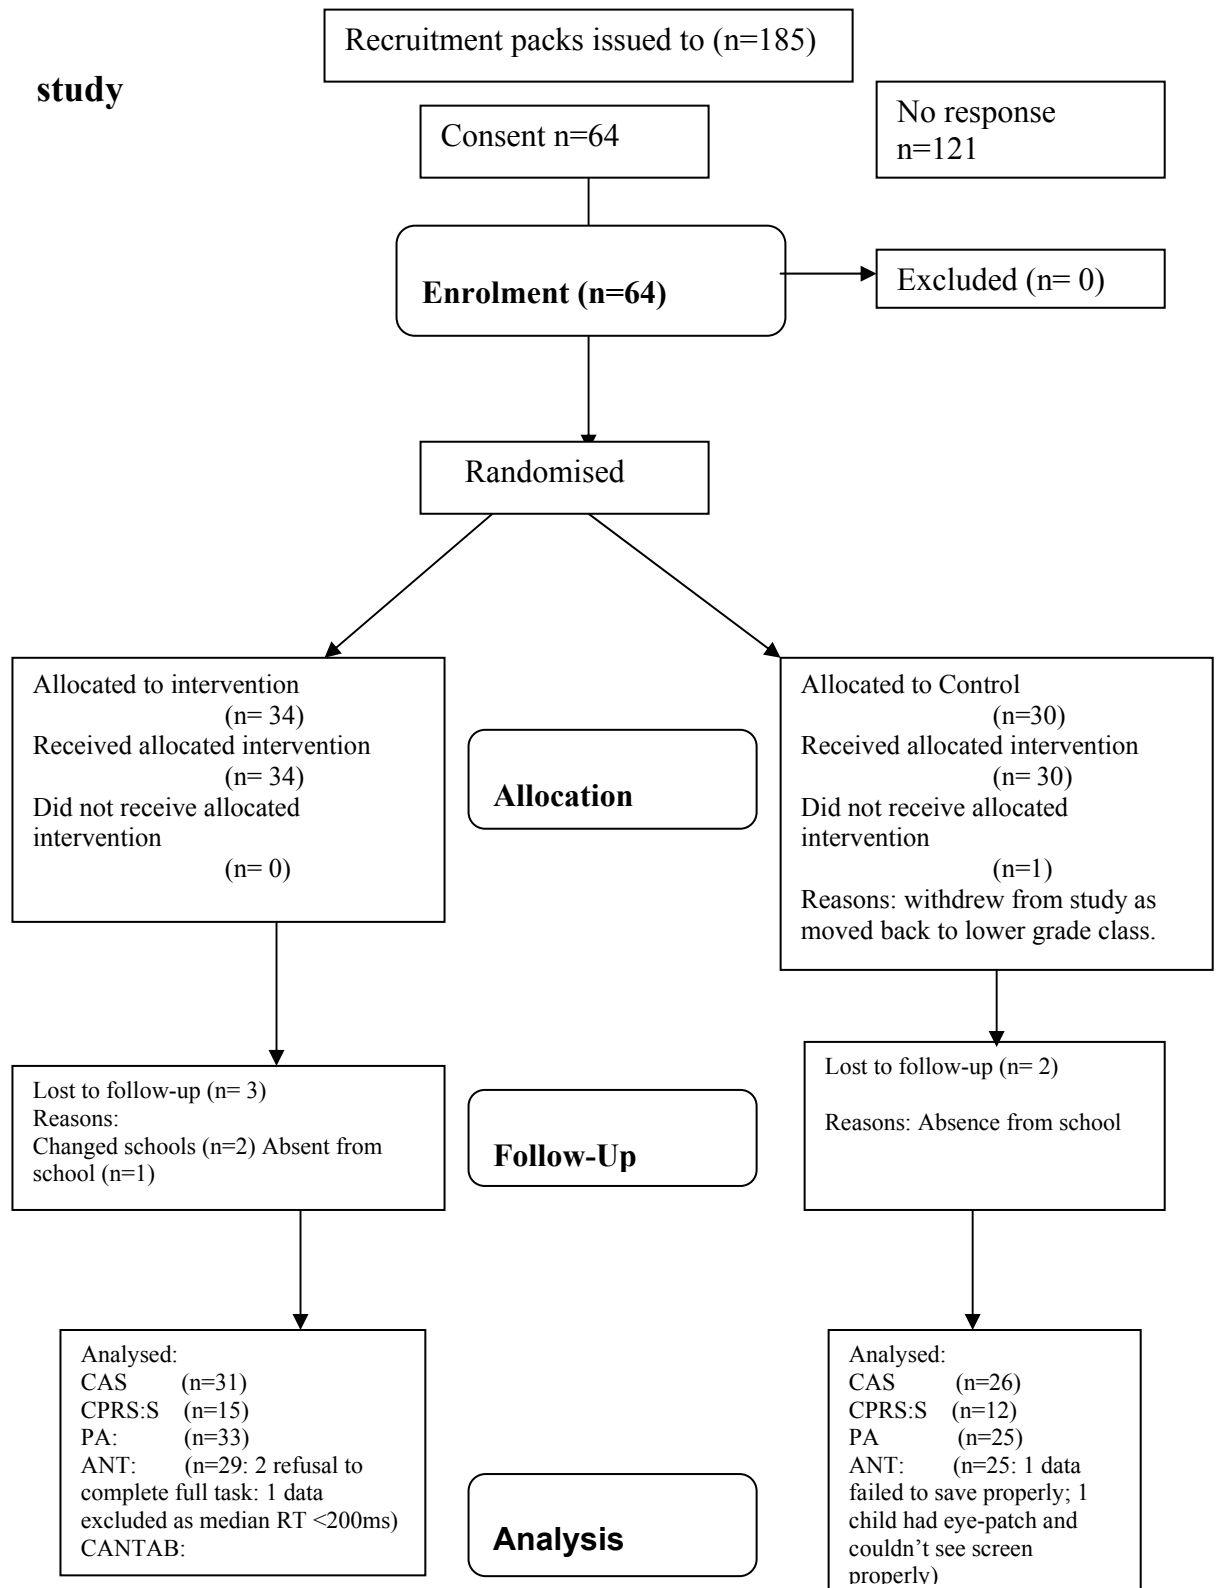 Recruitment packs issued to (n=185)
study
Consent n=64
No response
n=121
Enrolment (n=64)
Excluded (n= 0)
Randomised
Allocated to intervention
(n= 34)
Received allocated intervention
(n= 34)
Did not receive allocated
intervention
(n= 0)
Allocation
Allocated to Control
(n=30)
Received allocated intervention
(n= 30)
Did not receive allocated
intervention
(n=1)
Reasons: withdrew from study as
moved back to lower grade class.
Lost to follow-up (n= 3)
Reasons:
Changed schools (n=2) Absent from
school (n=1)
Follow-Up
Lost to follow-up (n= 2)
Reasons: Absence from school
Analysed:
CAS (n=31)
CPRS:S (n=15)
PA: (n=33)
ANT: (n=29: 2 refusal to
complete full task: 1 data
excluded as median RT <200ms)
CANTAB:
Analysis
Analysed:
CAS (n=26)
CPRS:S (n=12)
PA (n=25)
ANT: (n=25: 1 data
failed to save properly; 1
child had eye-patch and
couldn't see screen
properly)